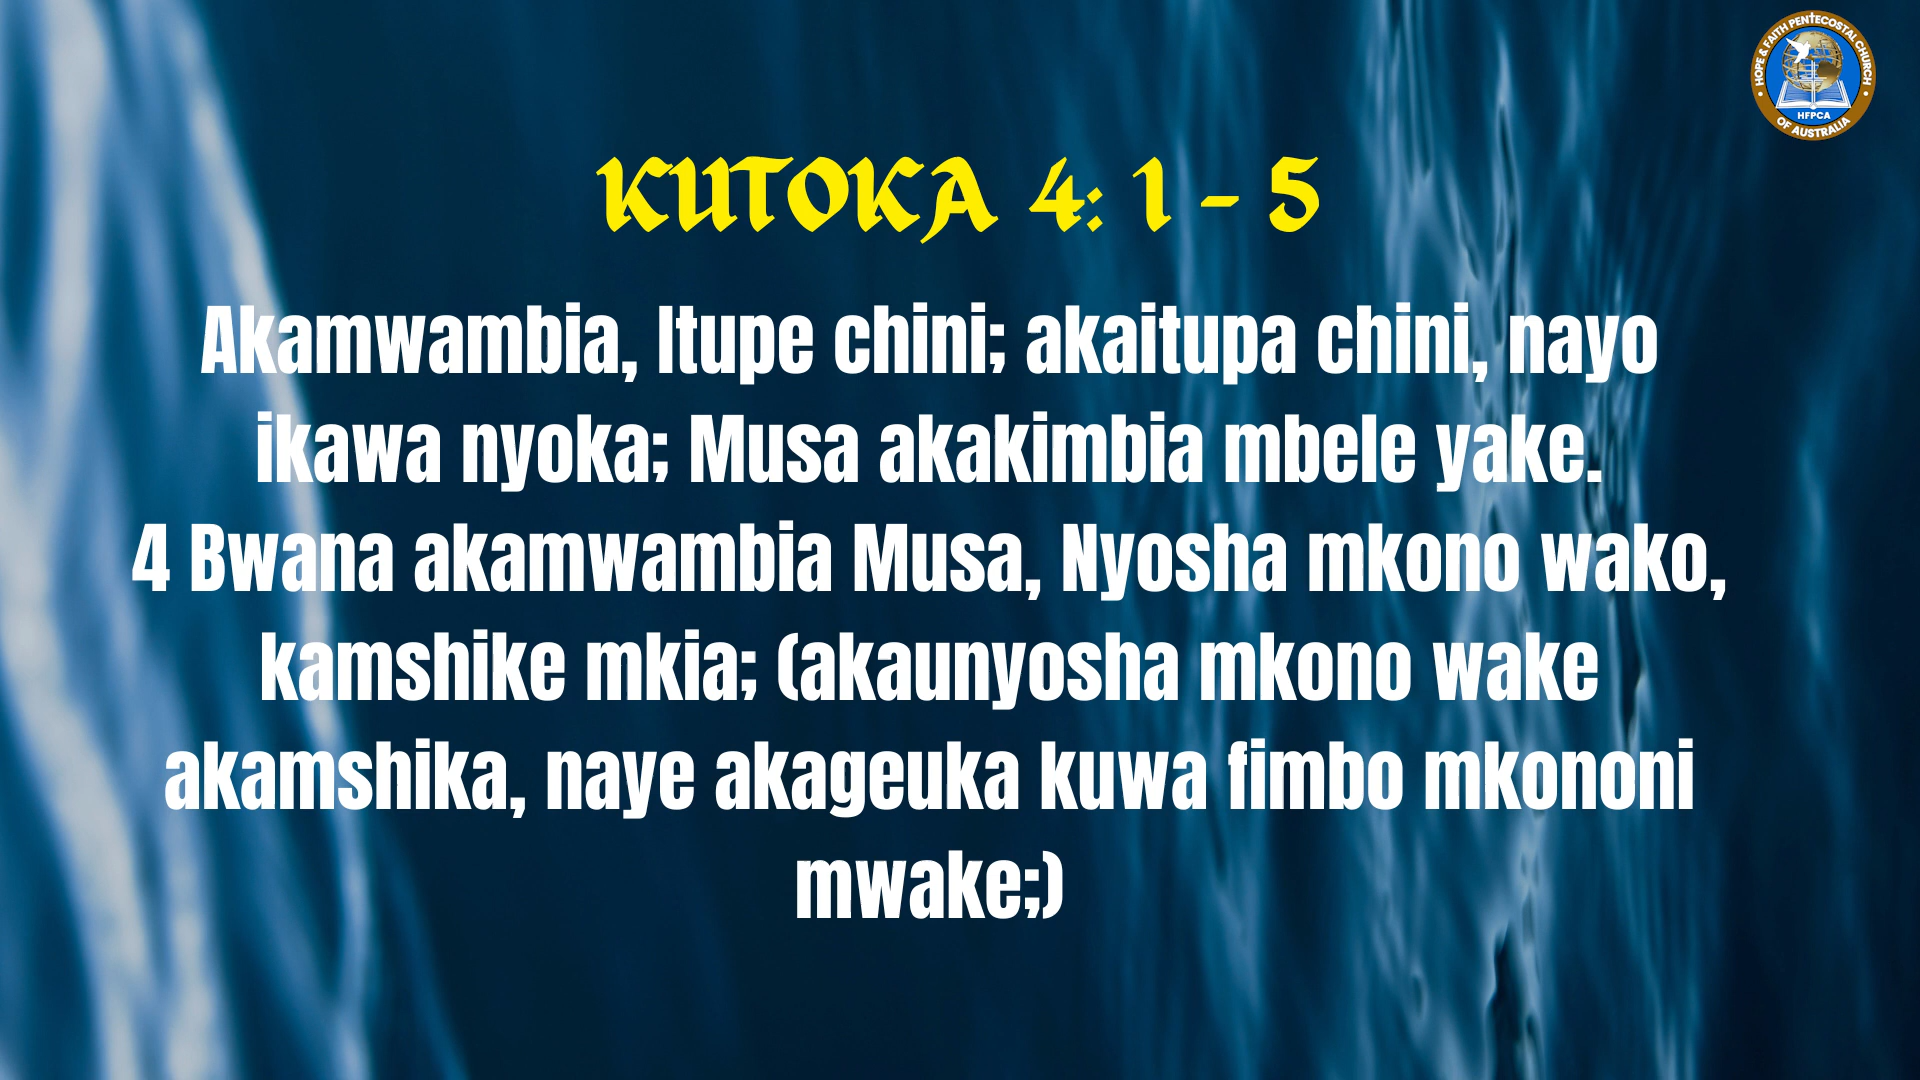 HOPE & FAITH PENTECOSTAL CHURCH
HFPCA
OF AUSTRALIA
KUTOKA 4: 1 - 5
Akamwambia, Itupe chini; akaitupa chini, nayo
ikawa nyoka; Musa akakimbia mbele yake.
4 Bwana akamwambia Musa, Nyosha mkono wako,
kamshike mkia; (akaunyosha mkono wake
akamshika, naye akageuka kuwa fimbo mkononi
mwake;)